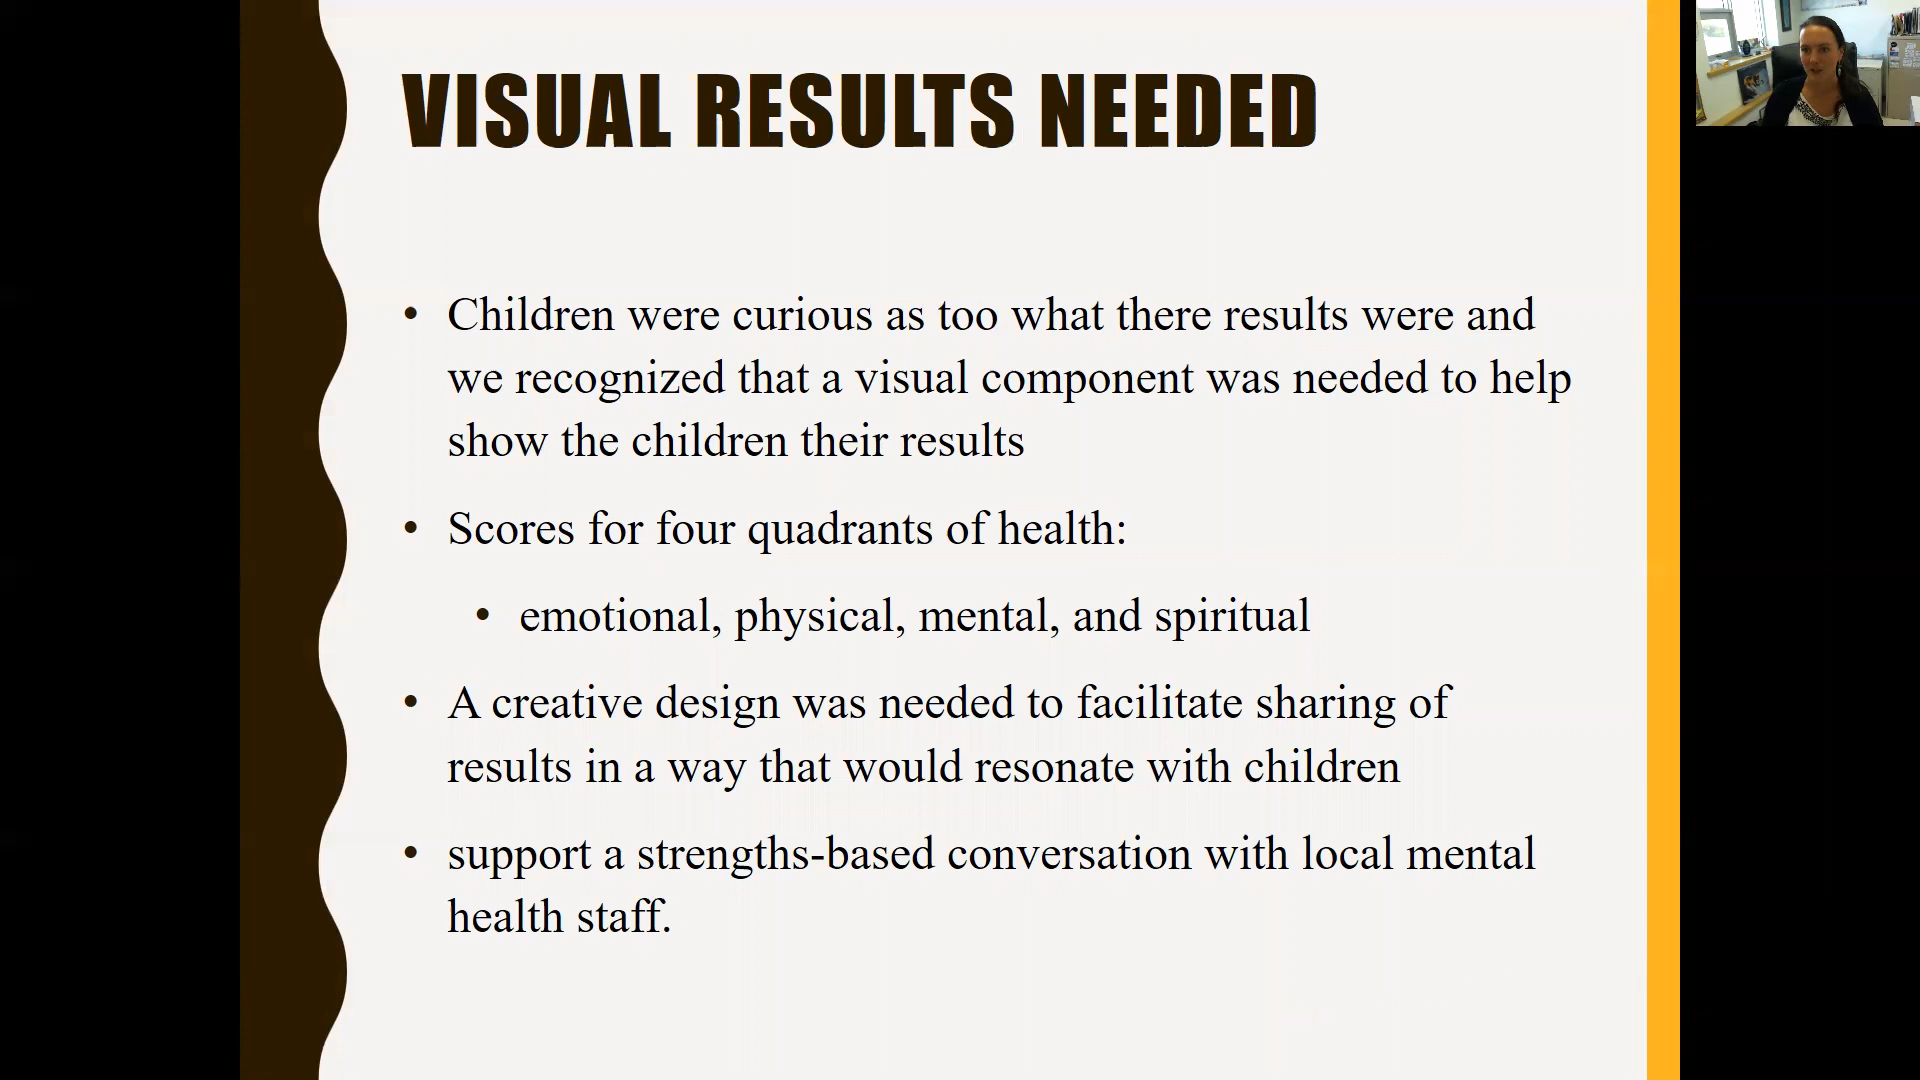 VISUAL RESULTS NEEDED
• Children were curious as too what there results were and
we recognized that a visual component was needed to help
show the children their results
• Scores for four quadrants of health:
• emotional, physical, mental, and spiritual
• A creative design was needed to facilitate sharing of
results in a way that would resonate with children
• support a strengths-based conversation with local mental
health staff.